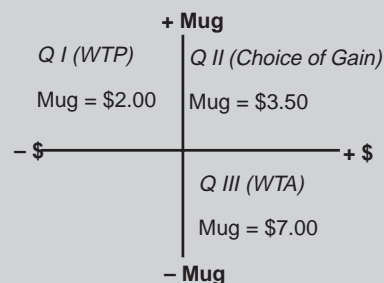 + Mug
Q I (WTP)
Q II (Choice of Gain)
Mug = $2.00
Mug = $3.50
– $
+ $
Q III (WTA)
Mug = $7.00
– Mug